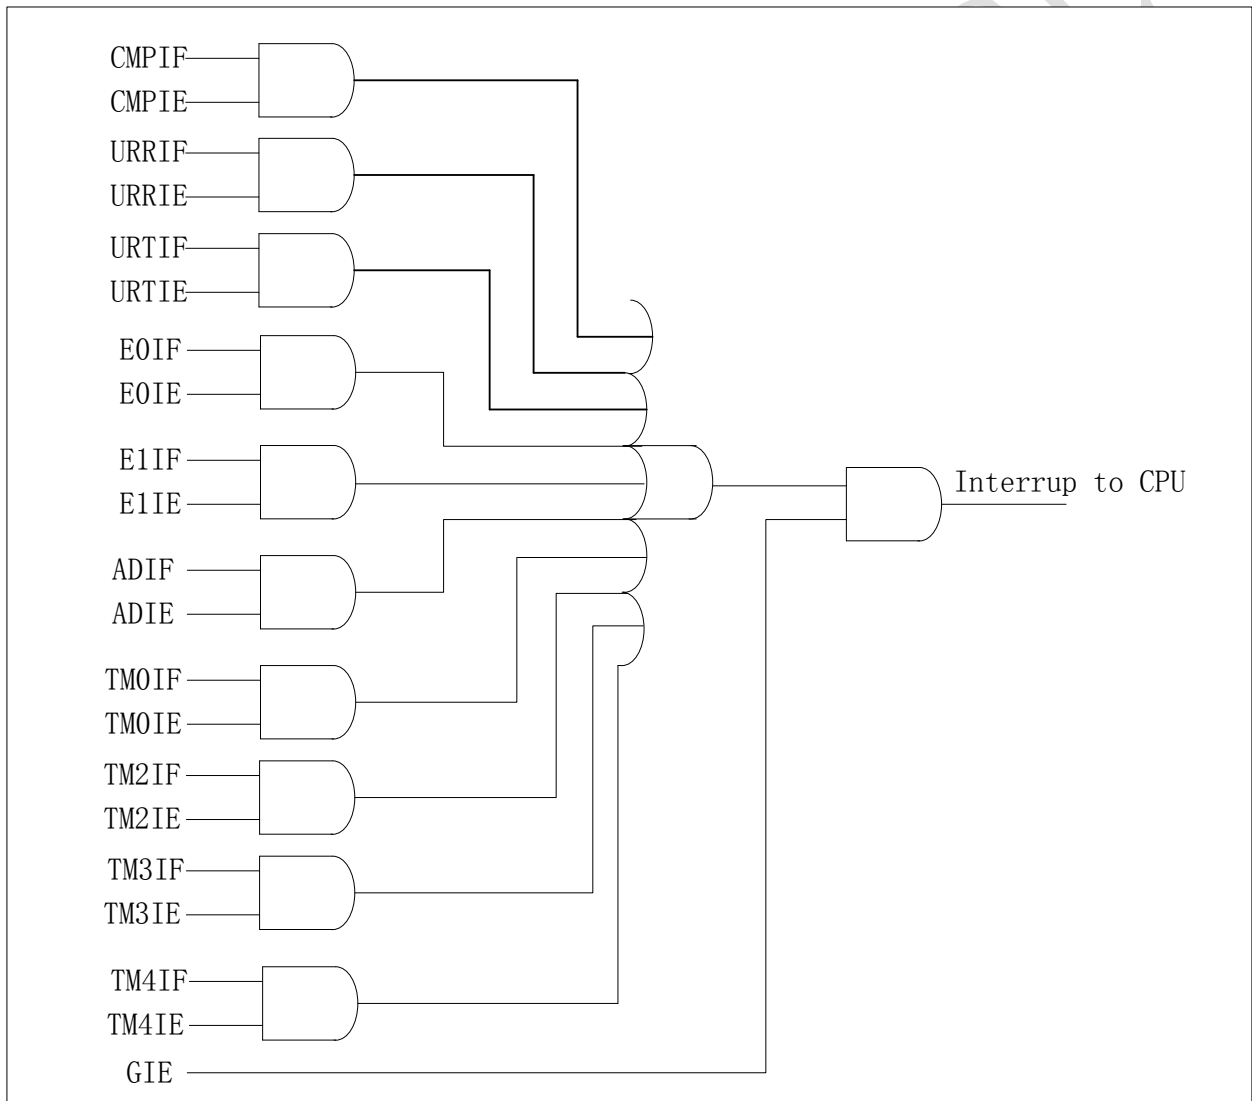 CMPIF
CMPIE
URRIF
URRIE
URTIF
URTIE
E0IF
E0IE
E1IF
E1IE
Interrup to CPU
ADIF
ADIE
TM0IF
TM0IE
TM2IF
TM2IE
TM3IF
TM3IE
TM4IF
TM4IE
GIE